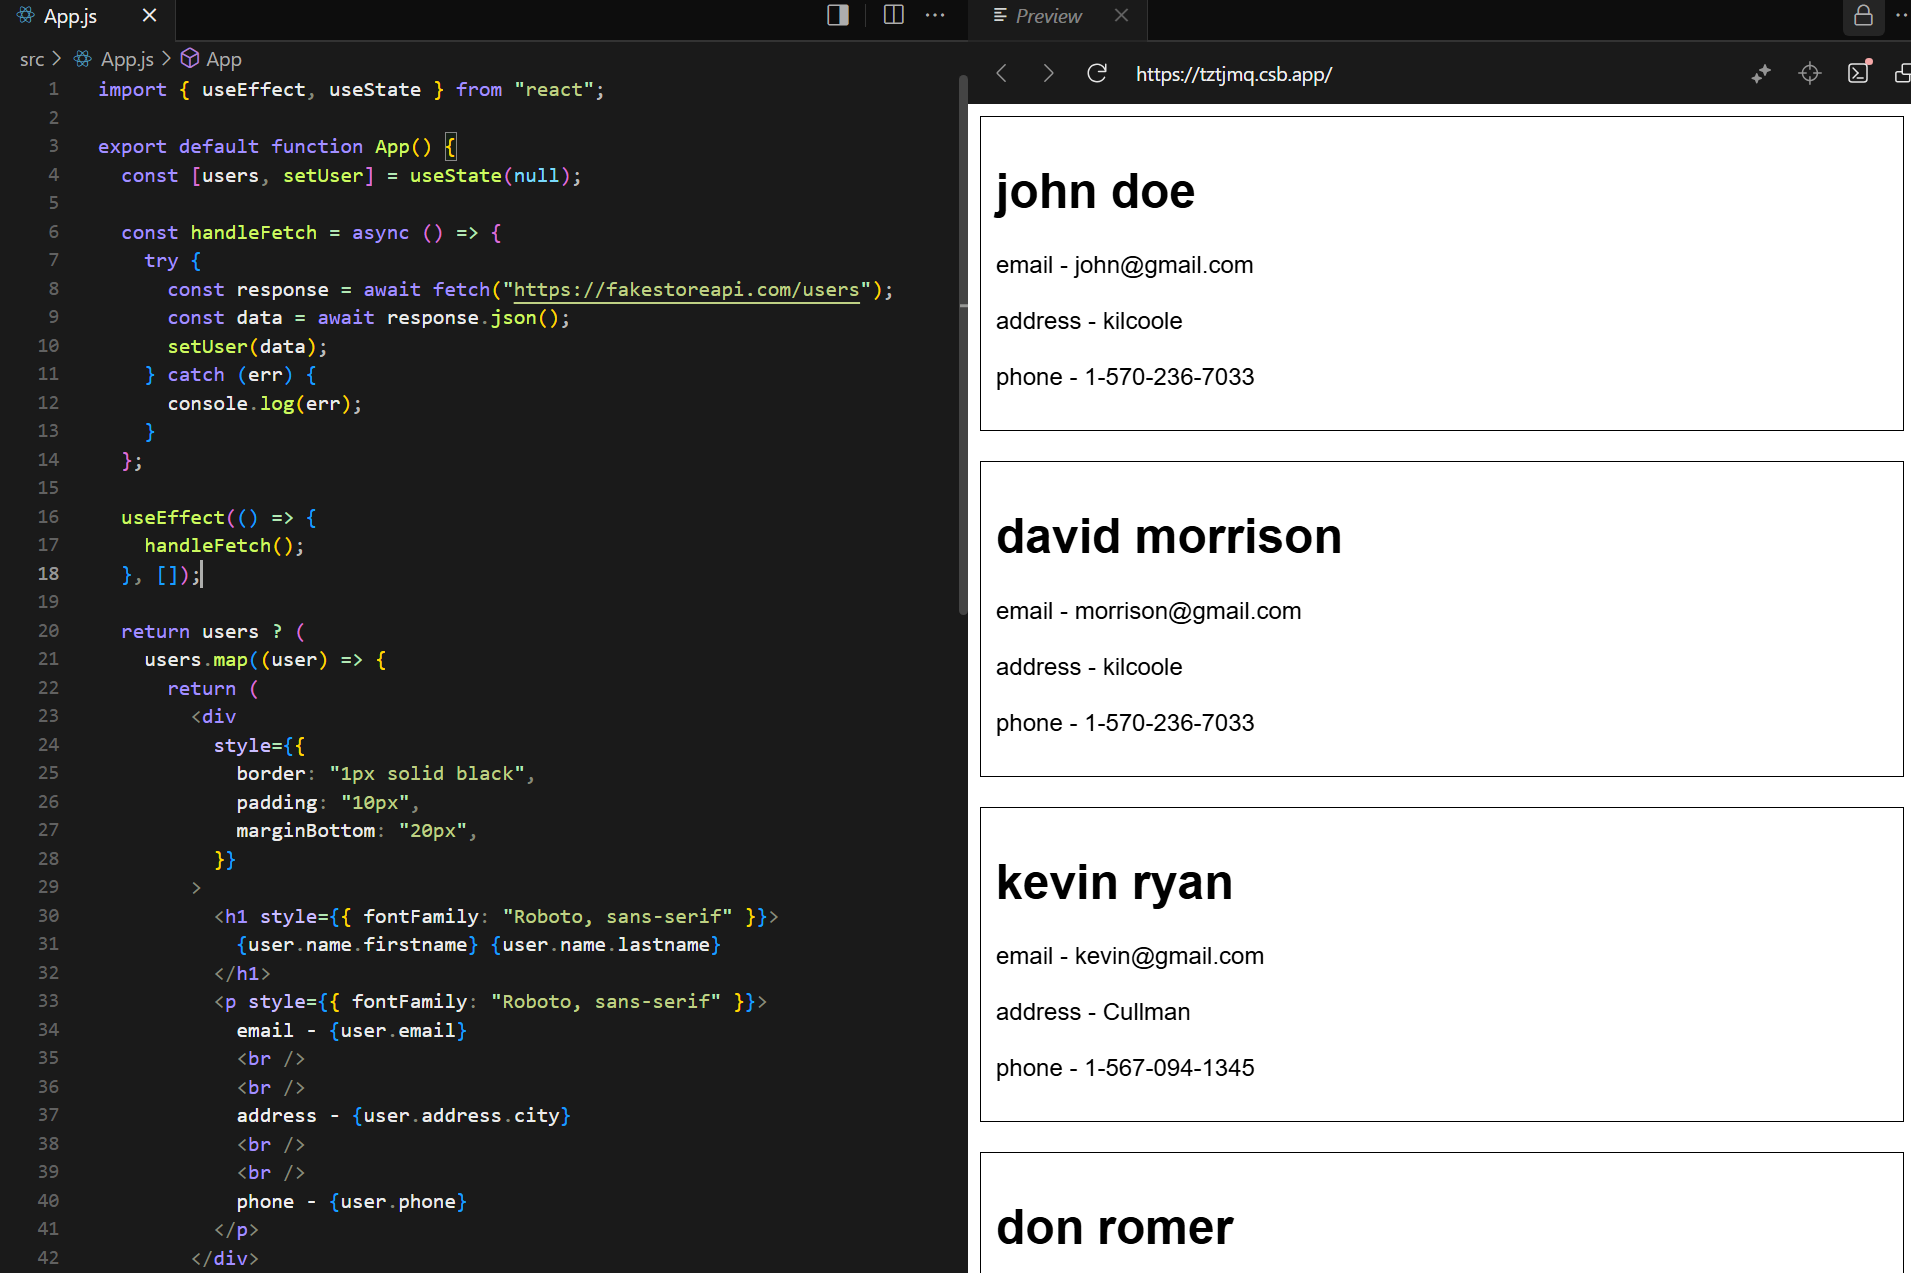 App.js
src > App.js > App
1 import { useEffect, useState } from "react";
2
3 export default function App() {
4   const [users, setUser] = useState(null);
5
6   const handleFetch = async () => {
7     try {
8       const response = await fetch("https://fakestoreapi.com/users");
9       const data = await response.json();
10       setUser(data);
11     } catch (err) {
12       console.log(err);
13     }
14   };
15
16   useEffect(() => {
17     handleFetch();
18   }, []);
19
20   return users ? (
21     users.map((user) => {
22       return (
23         <div
24           style={{
25             border: "1px solid black",
26             padding: "10px",
27             marginBottom: "20px",
28           }}
29         >
30           <h1 style={{ fontFamily: "Roboto, sans-serif" }}>
31             {user.name.firstname} {user.name.lastname}
32           </h1>
33           <p style={{ fontFamily: "Roboto, sans-serif" }}>
34             email - {user.email}
35             <br />
36             <br />
37             address - {user.address.city}
38             <br />
39             <br />
40             phone - {user.phone}
41           </p>
42         </div>
Preview
https://tztjmq.csb.app/
john doe
email - john@gmail.com
address - kilcoole
phone - 1-570-236-7033
david morrison
email - morrison@gmail.com
address - kilcoole
phone - 1-570-236-7033
kevin ryan
email - kevin@gmail.com
address - Cullman
phone - 1-567-094-1345
don romer